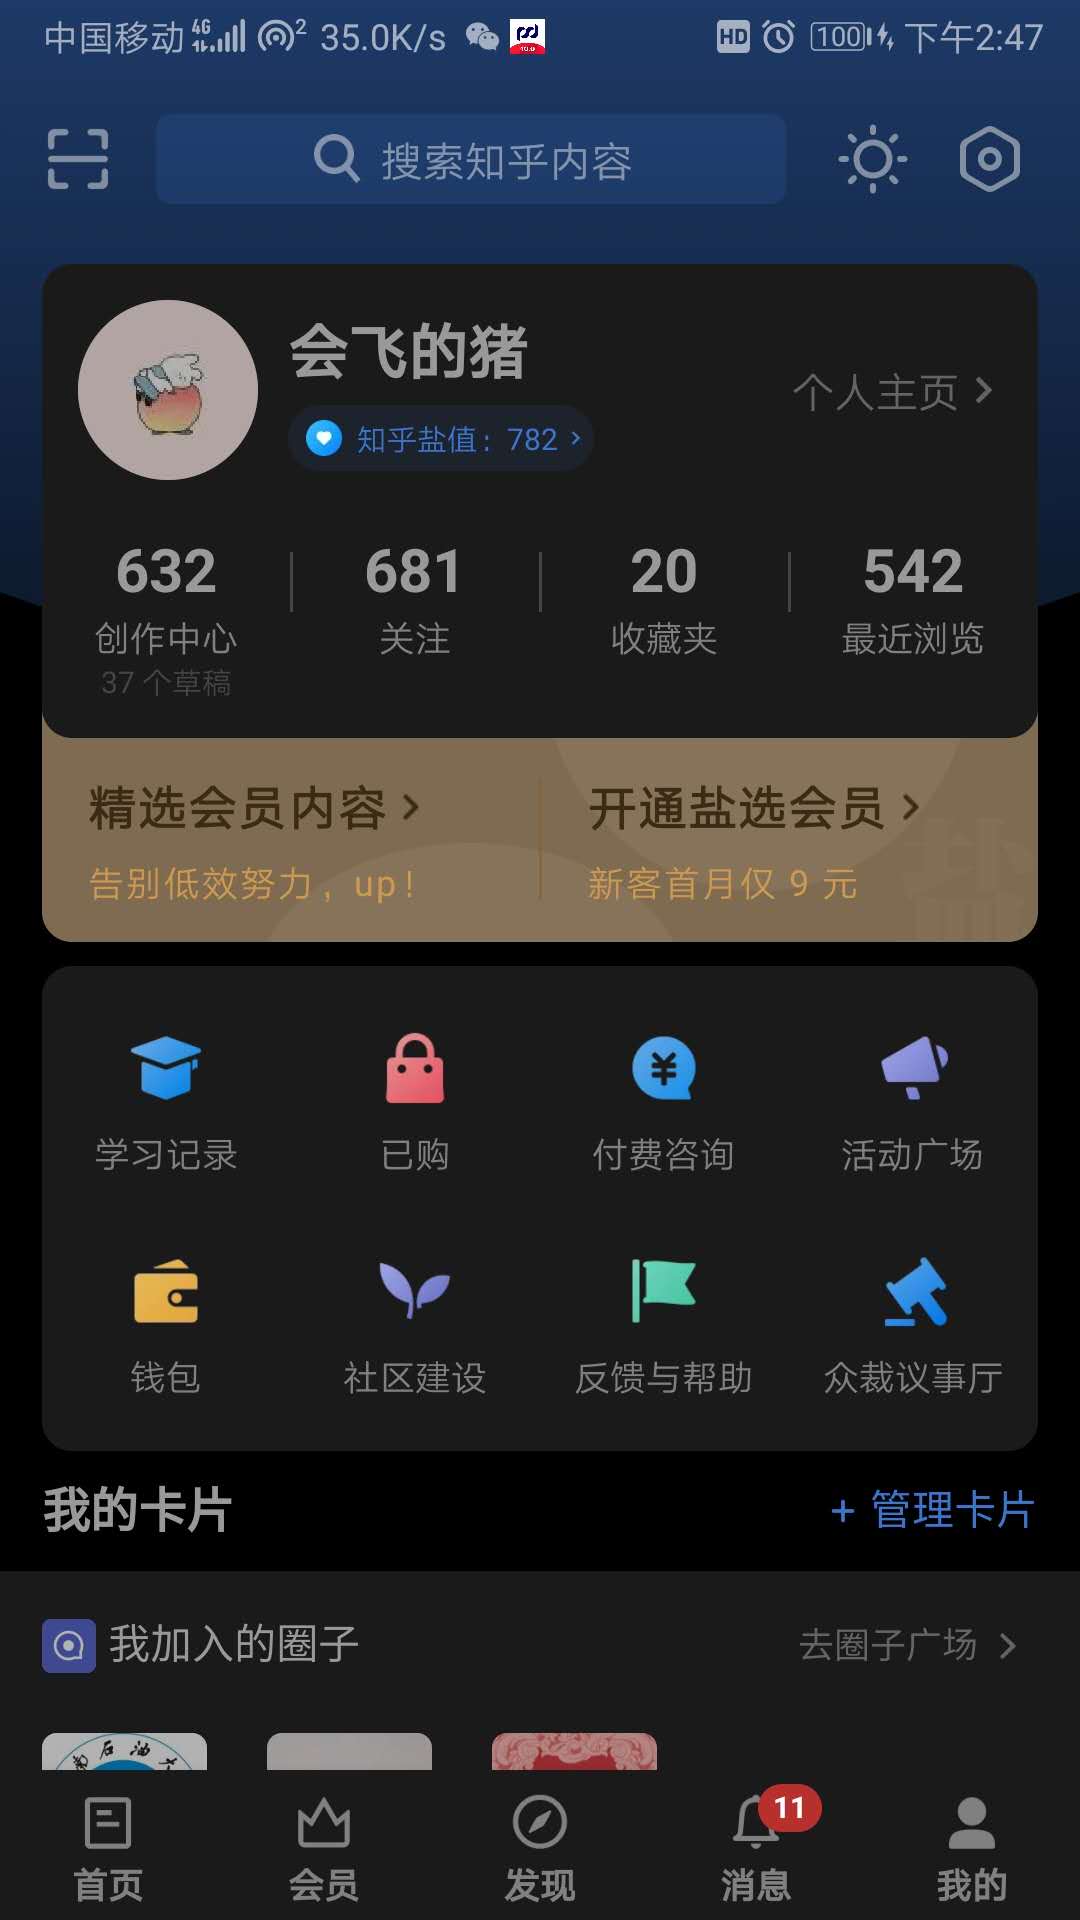 中国移动 4G 2 35.0K/s HD 100 下午2:47
搜索知乎内容
会飞的猪
个人主页
知乎盐值：782
632 681 20 542
创作中心 关注 收藏夹 最近浏览
37 个草稿
精选会员内容 开通盐选会员
告别低效努力，up！ 新客首月仅 9 元
盐
学习记录 已购 付费咨询 活动广场
钱包 社区建设 反馈与帮助 众裁议事厅
我的卡片 + 管理卡片
我加入的圈子 去圈子广场
南石油大
11
首页 会员 发现 消息 我的